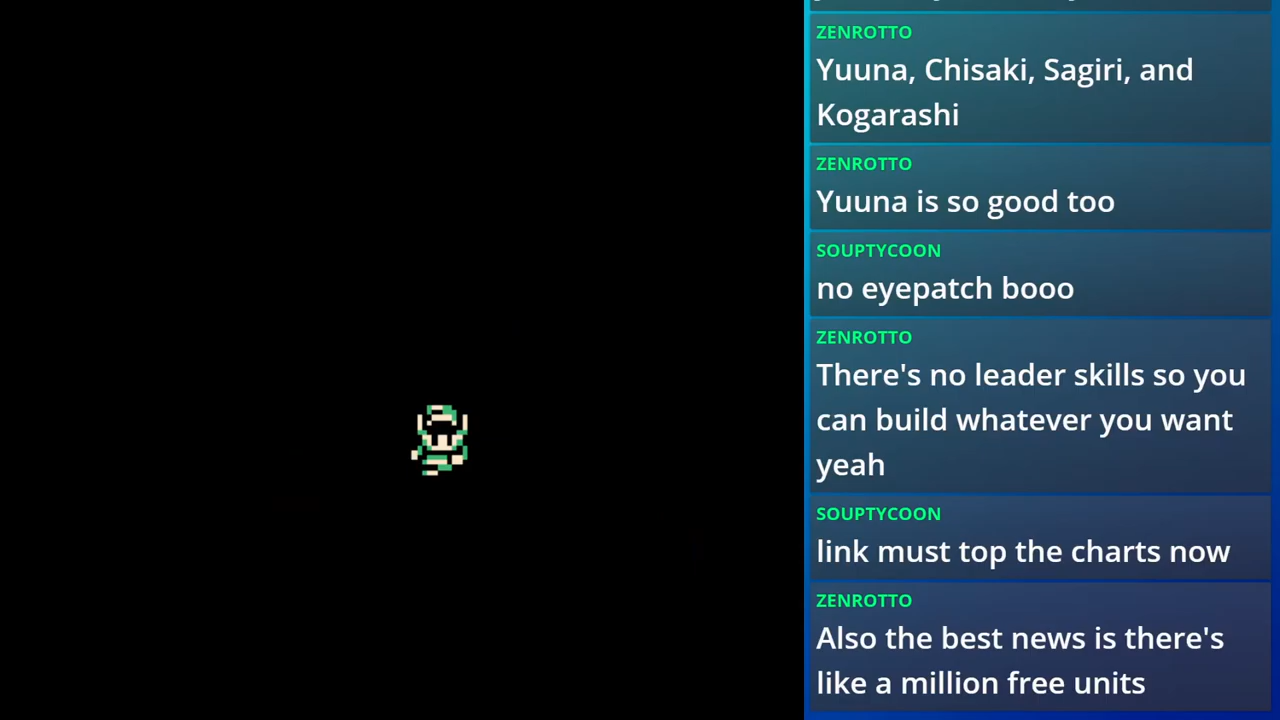 ZENROTTO
Yuuna, Chisaki, Sagiri, and
Kogarashi
ZENROTTO
Yuuna is so good too
SOUPTYCOON
no eyepatch booo
ZENROTTO
There's no leader skills so you
can build whatever you want
yeah
SOUPTYCOON
link must top the charts now
ZENROTTO
Also the best news is there's
like a million free units